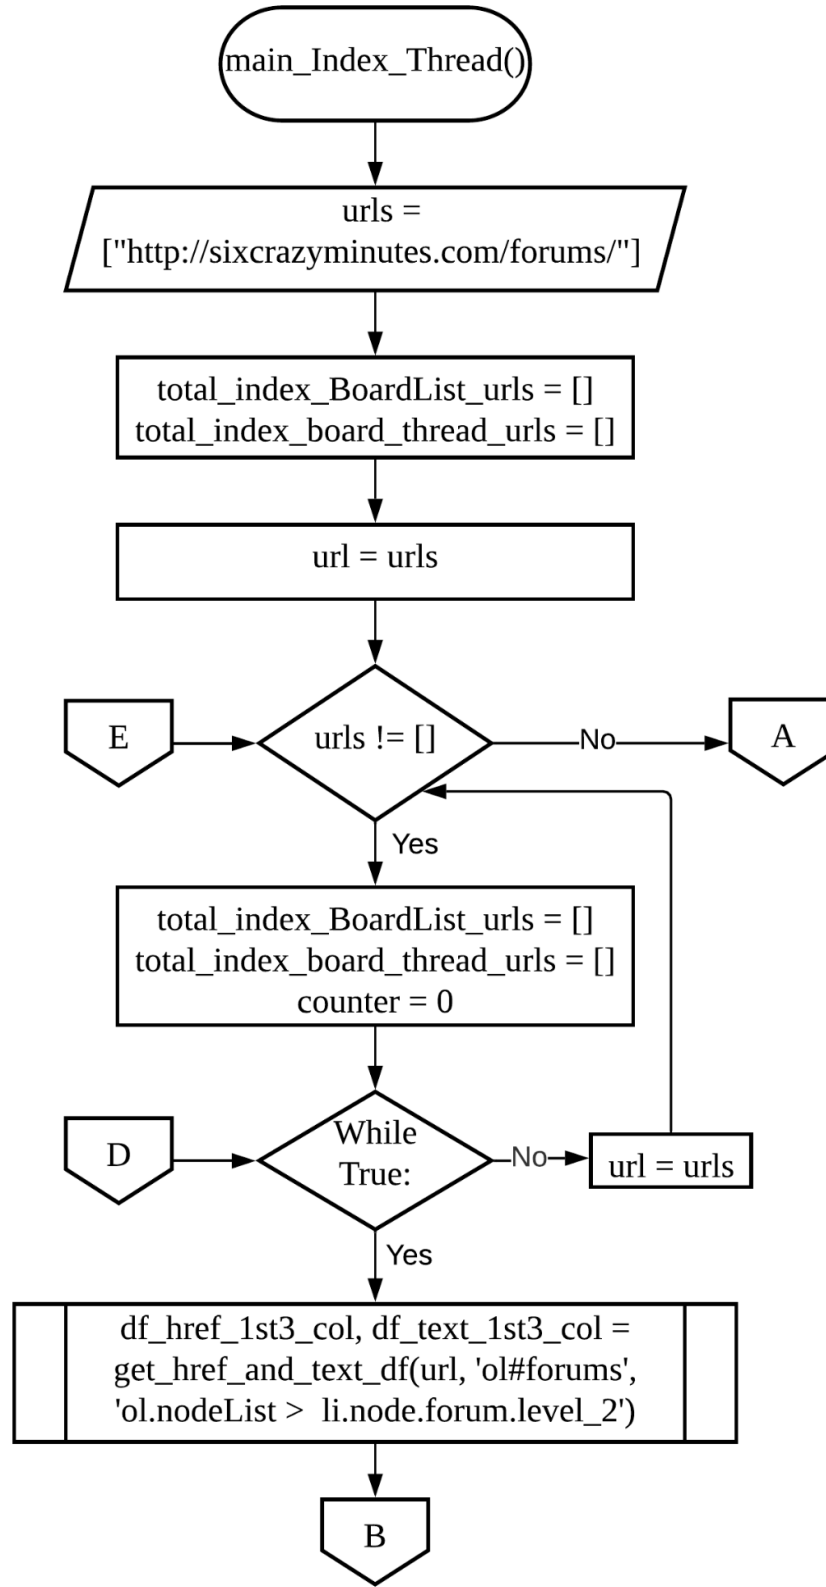 main_Index_Thread()
urls =
["http://sixcrazyminutes.com/forums/"]
total_index_BoardList_urls = []
total_index_board_thread_urls = []
url = urls
E
urls != []
No
A
Yes
total_index_BoardList_urls = []
total_index_board_thread_urls = []
counter = 0
D
While
True:
No
url = urls
Yes
df_href_1st3_col, df_text_1st3_col =
get_href_and_text_df(url, 'ol#forums',
'ol.nodeList >  li.node.forum.level_2')
B